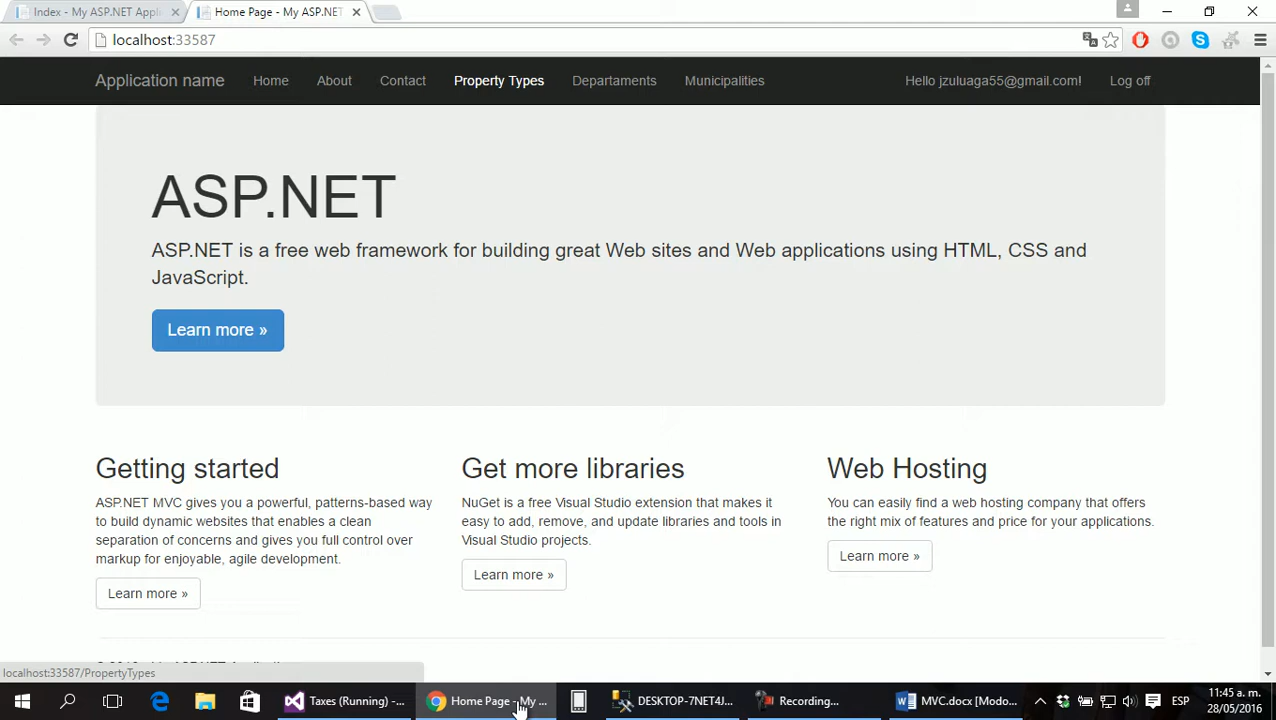 Index - My ASP.NET Appl
Home Page - My ASP.NET
localhost:33587
Application name
Home
About
Contact
Property Types
Departaments
Municipalities
Hello jzuluaga55@gmail.com!
Log off
ASP.NET
ASP.NET is a free web framework for building great Web sites and Web applications using HTML, CSS and
JavaScript.
Learn more »
Getting started
ASP.NET MVC gives you a powerful, patterns-based way
to build dynamic websites that enables a clean
separation of concerns and gives you full control over
markup for enjoyable, agile development.
Learn more »
Get more libraries
NuGet is a free Visual Studio extension that makes it
easy to add, remove, and update libraries and tools in
Visual Studio projects.
Learn more »
Web Hosting
You can easily find a web hosting company that offers
the right mix of features and price for your applications.
Learn more »
localhost:33587/PropertyTypes
Taxes (Running) -...
Home Page - My ...
DESKTOP-7NET4J...
Recording...
MVC.docx [Modo...
ESP
11:45 a. m.
28/05/2016